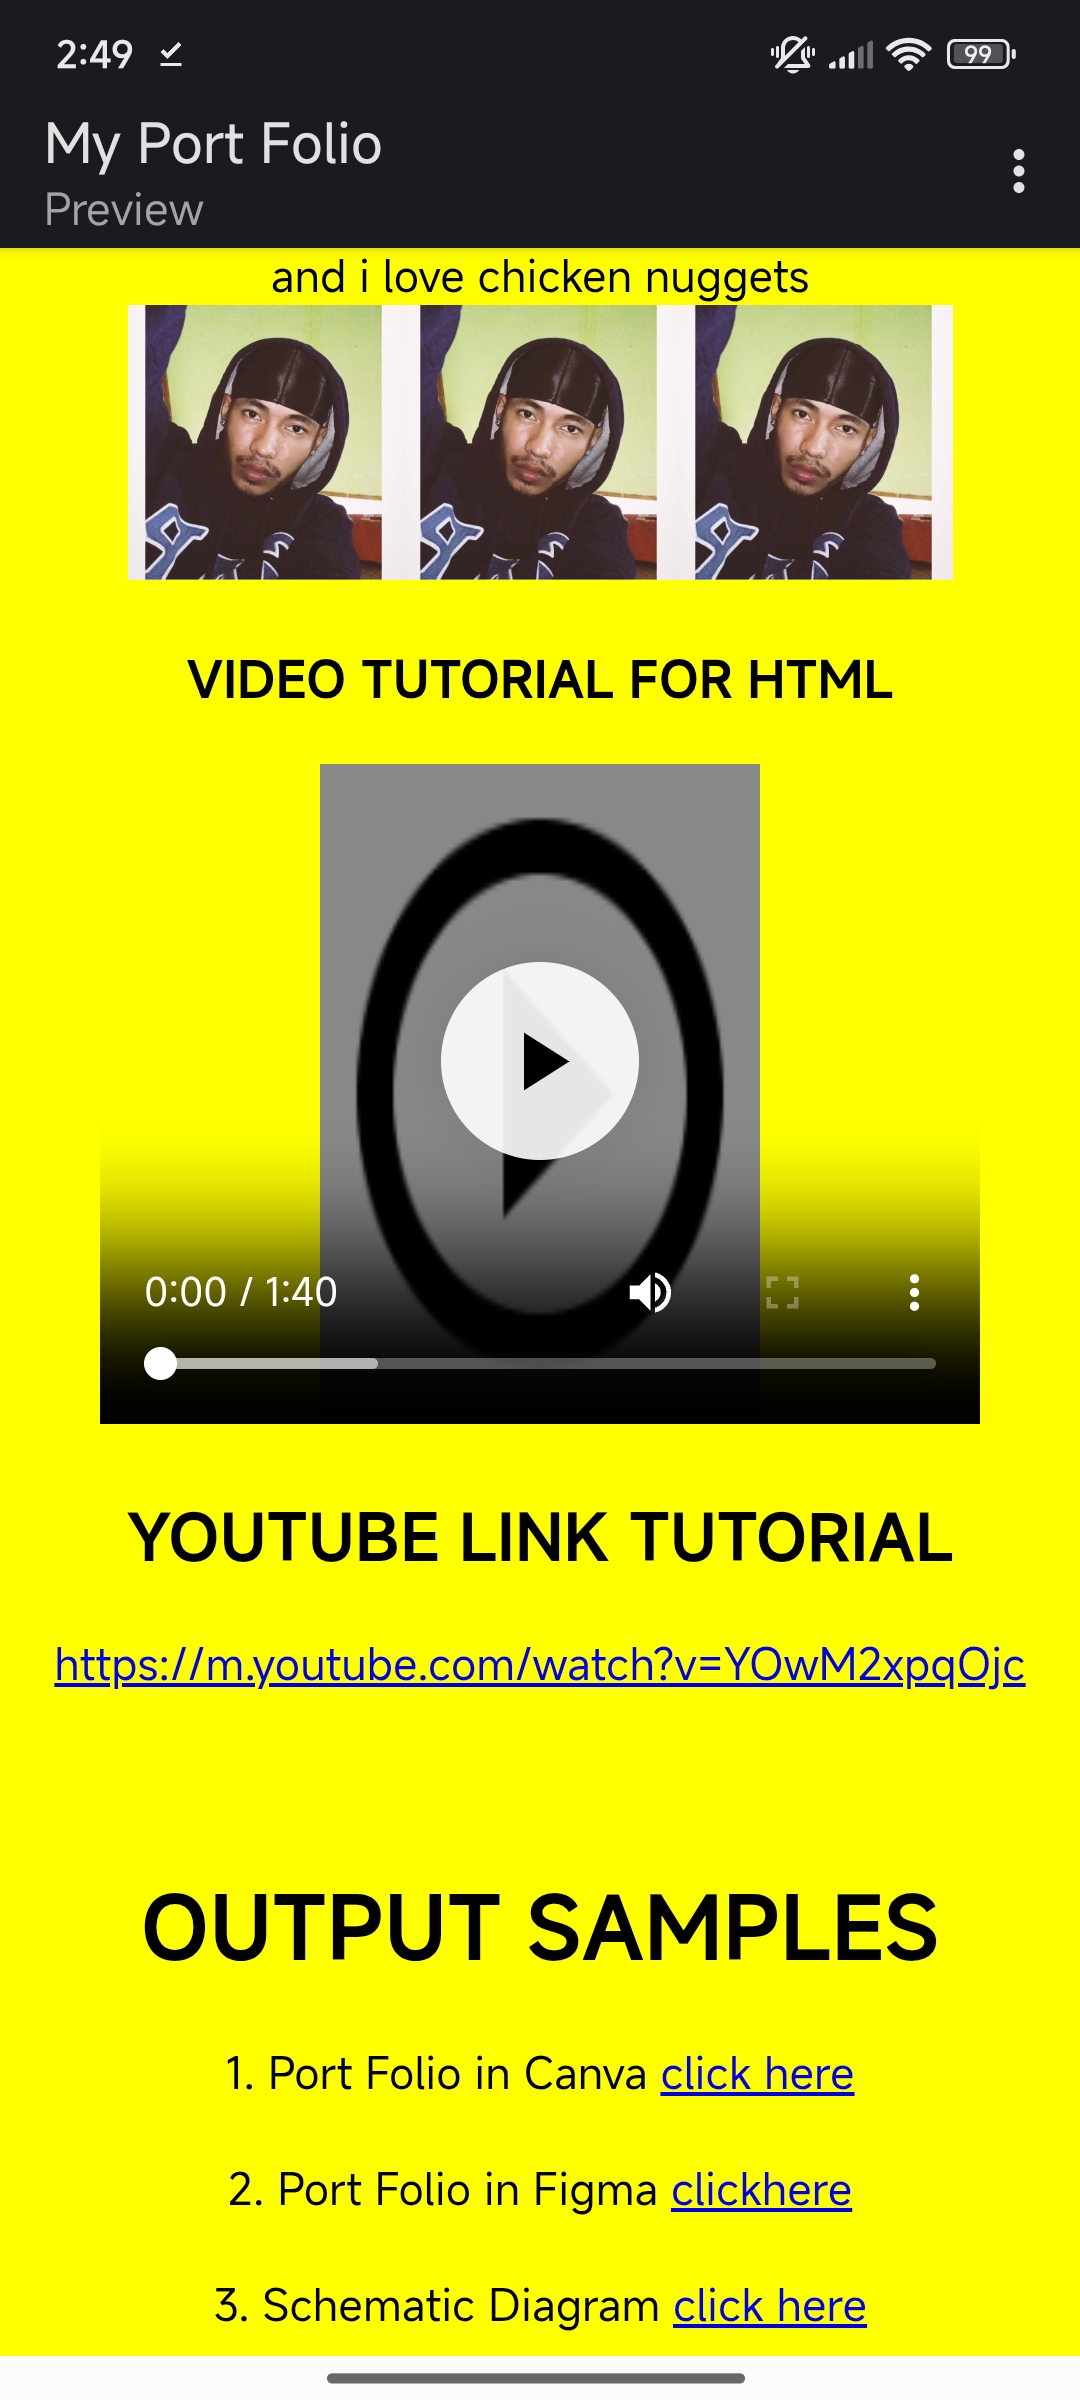 2:49
99
My Port Folio
Preview
and i love chicken nuggets
VIDEO TUTORIAL FOR HTML
0:00 / 1:40
YOUTUBE LINK TUTORIAL
https://m.youtube.com/watch?v=YOwM2xpqOjc
OUTPUT SAMPLES
1. Port Folio in Canva click here
2. Port Folio in Figma clickhere
3. Schematic Diagram click here